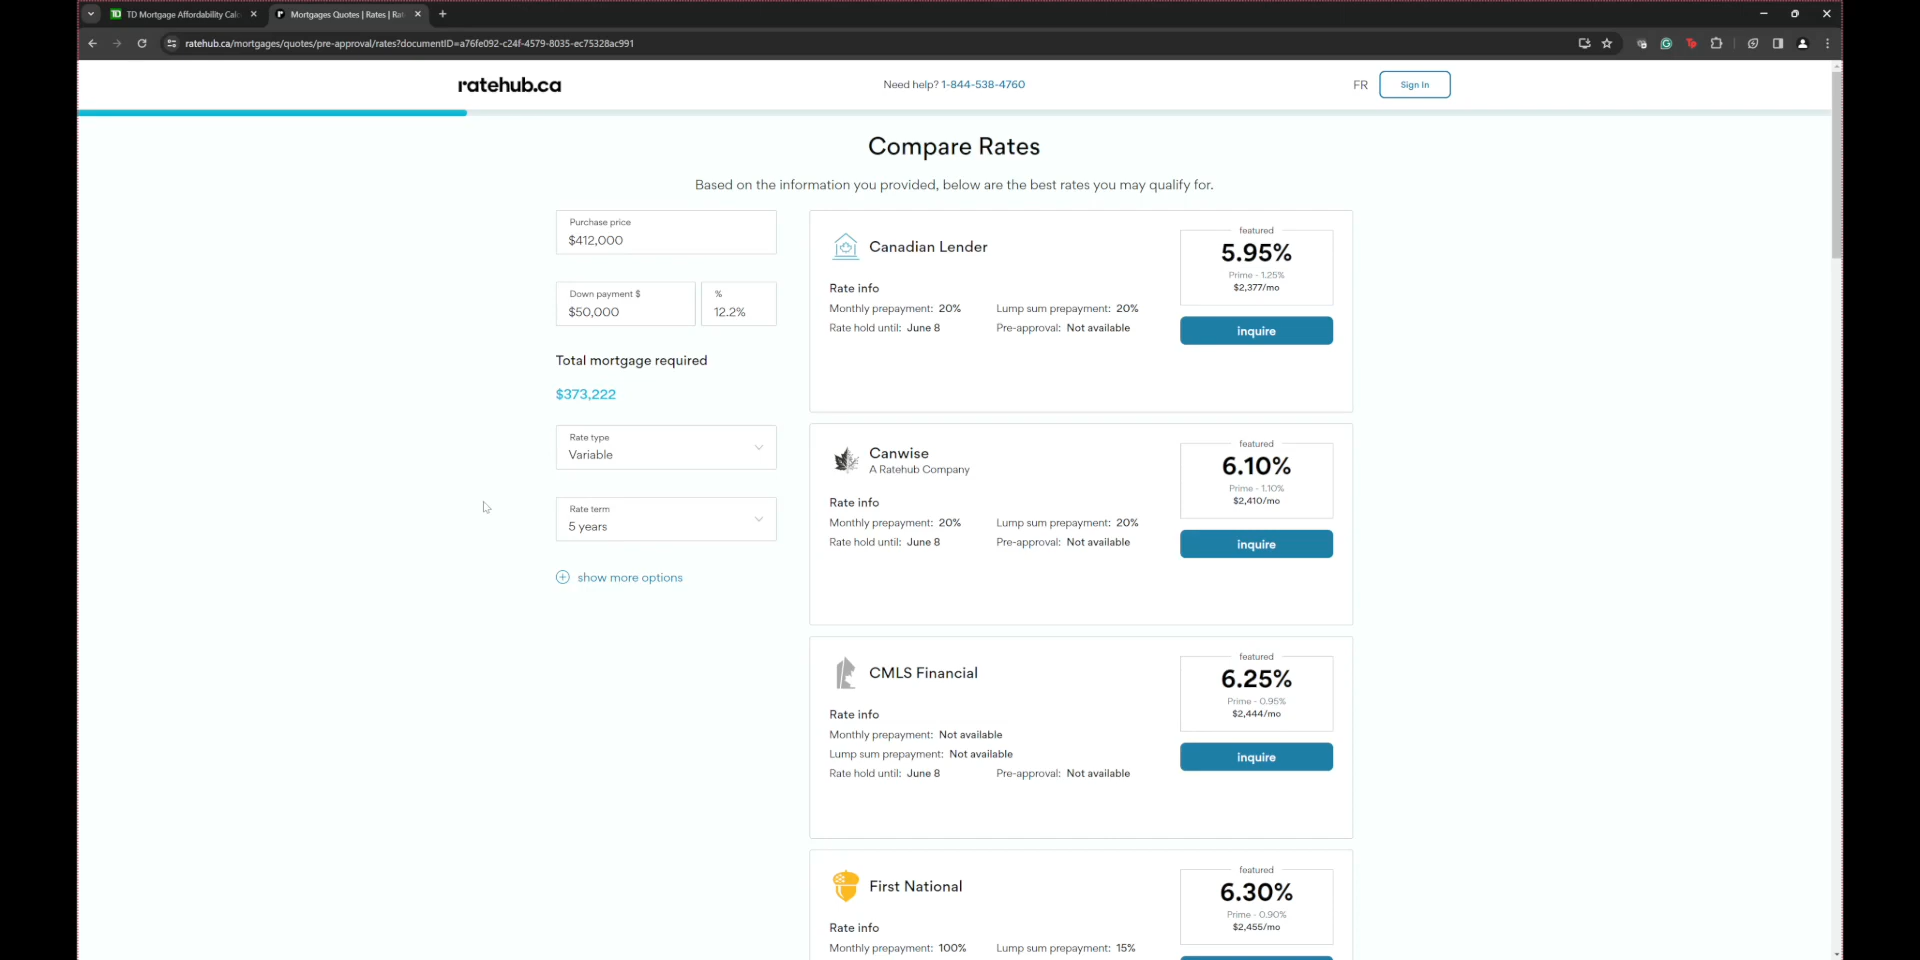 TD Mortgage Affordability Calc
Mortgages Quotes | Rates | Rat
ratehub.ca/mortgages/quotes/pre-approval/rates?documentID=a76fe092-c24f-4579-8035-ec75328ac991
ratehub.ca
Need help? 1-844-538-4760
FR
Sign In
Compare Rates
Based on the information you provided, below are the best rates you may qualify for.
Purchase price
$412,000
Down payment $
$50,000
%
12.2%
Total mortgage required
$373,222
Rate type
Variable
Rate term
5 years
show more options
Canadian Lender
Rate info
Monthly prepayment: 20% Lump sum prepayment: 20%
Rate hold until: June 8 Pre-approval: Not available
featured
5.95%
Prime - 1.25%
$2,377/mo
inquire
Canwise
A Ratehub Company
Rate info
Monthly prepayment: 20% Lump sum prepayment: 20%
Rate hold until: June 8 Pre-approval: Not available
featured
6.10%
Prime - 1.10%
$2,410/mo
inquire
CMLS Financial
Rate info
Monthly prepayment: Not available
Lump sum prepayment: Not available
Rate hold until: June 8 Pre-approval: Not available
featured
6.25%
Prime - 0.95%
$2,444/mo
inquire
First National
Rate info
Monthly prepayment: 100% Lump sum prepayment: 15%
featured
6.30%
Prime - 0.90%
$2,455/mo